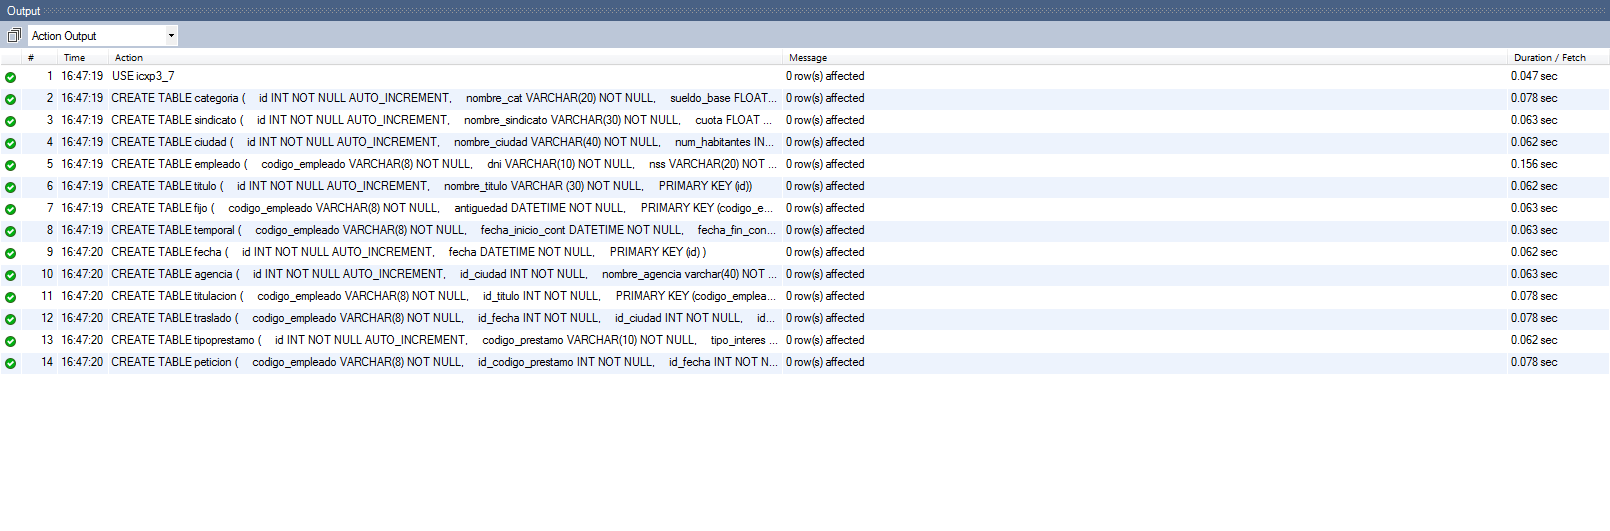 Output
Action Output
# Time Action Message Duration / Fetch
1 16:47:19 USE icxp3_7 0 row(s) affected 0.047 sec
2 16:47:19 CREATE TABLE categoria ( id INT NOT NULL AUTO_INCREMENT, nombre_cat VARCHAR(20) NOT NULL, sueldo_base FLOAT... 0 row(s) affected 0.078 sec
3 16:47:19 CREATE TABLE sindicato ( id INT NOT NULL AUTO_INCREMENT, nombre_sindicato VARCHAR(30) NOT NULL, cuota FLOAT ... 0 row(s) affected 0.063 sec
4 16:47:19 CREATE TABLE ciudad ( id INT NOT NULL AUTO_INCREMENT, nombre_ciudad VARCHAR(40) NOT NULL, num_habitantes IN... 0 row(s) affected 0.062 sec
5 16:47:19 CREATE TABLE empleado ( codigo_empleado VARCHAR(8) NOT NULL, dni VARCHAR(10) NOT NULL, nss VARCHAR(20) NOT ... 0 row(s) affected 0.156 sec
6 16:47:19 CREATE TABLE titulo ( id INT NOT NULL AUTO_INCREMENT, nombre_titulo VARCHAR (30) NOT NULL, PRIMARY KEY (id)) 0 row(s) affected 0.062 sec
7 16:47:19 CREATE TABLE fijo ( codigo_empleado VARCHAR(8) NOT NULL, antiguedad DATETIME NOT NULL, PRIMARY KEY (codigo_e... 0 row(s) affected 0.063 sec
8 16:47:19 CREATE TABLE temporal ( codigo_empleado VARCHAR(8) NOT NULL, fecha_inicio_cont DATETIME NOT NULL, fecha_fin_con... 0 row(s) affected 0.063 sec
9 16:47:20 CREATE TABLE fecha ( id INT NOT NULL AUTO_INCREMENT, fecha DATETIME NOT NULL, PRIMARY KEY (id) ) 0 row(s) affected 0.062 sec
10 16:47:20 CREATE TABLE agencia ( id INT NOT NULL AUTO_INCREMENT, id_ciudad INT NOT NULL, nombre_agencia varchar(40) NOT ... 0 row(s) affected 0.063 sec
11 16:47:20 CREATE TABLE titulacion ( codigo_empleado VARCHAR(8) NOT NULL, id_titulo INT NOT NULL, PRIMARY KEY (codigo_emplea... 0 row(s) affected 0.078 sec
12 16:47:20 CREATE TABLE traslado ( codigo_empleado VARCHAR(8) NOT NULL, id_fecha INT NOT NULL, id_ciudad INT NOT NULL, id... 0 row(s) affected 0.078 sec
13 16:47:20 CREATE TABLE tipoprestamo ( id INT NOT NULL AUTO_INCREMENT, codigo_prestamo VARCHAR(10) NOT NULL, tipo_interes ... 0 row(s) affected 0.062 sec
14 16:47:20 CREATE TABLE peticion ( codigo_empleado VARCHAR(8) NOT NULL, id_codigo_prestamo INT NOT NULL, id_fecha INT NOT N... 0 row(s) affected 0.078 sec